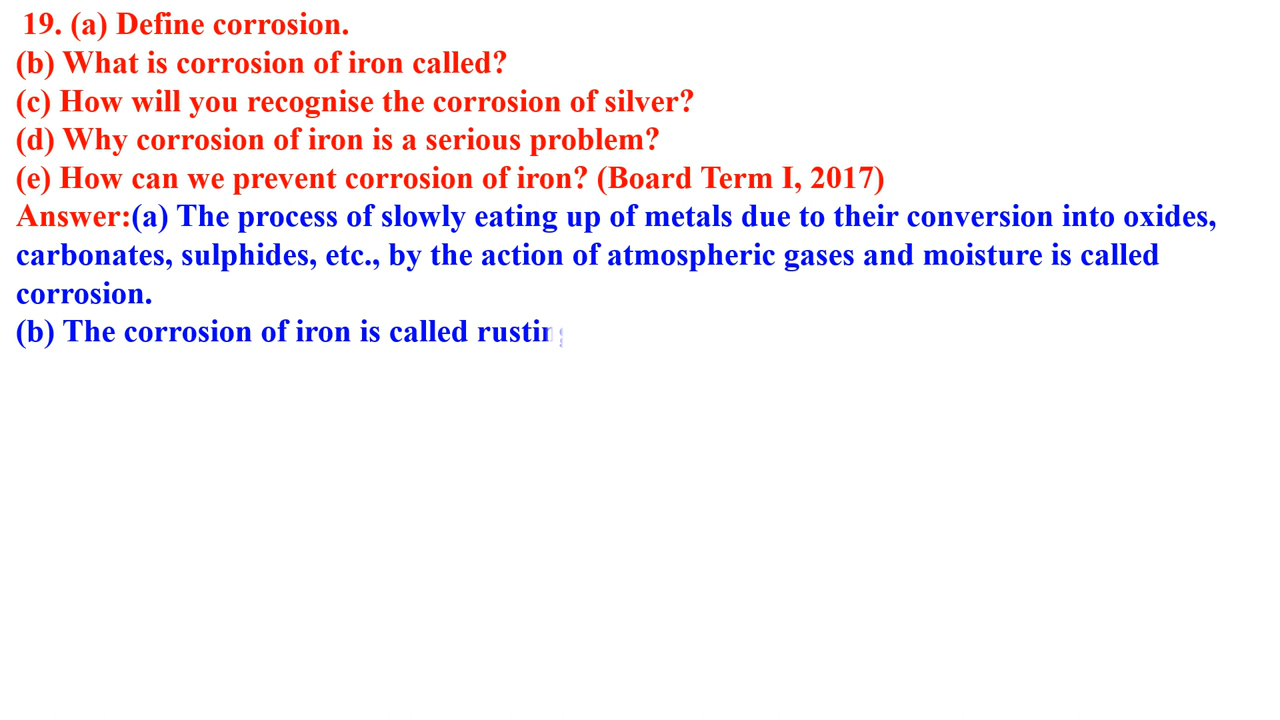 19. (a) Define corrosion.
(b) What is corrosion of iron called?
(c) How will you recognise the corrosion of silver?
(d) Why corrosion of iron is a serious problem?
(e) How can we prevent corrosion of iron? (Board Term I, 2017)
Answer:(a) The process of slowly eating up of metals due to their conversion into oxides,
carbonates, sulphides, etc., by the action of atmospheric gases and moisture is called
corrosion.
(b) The corrosion of iron is called rusting